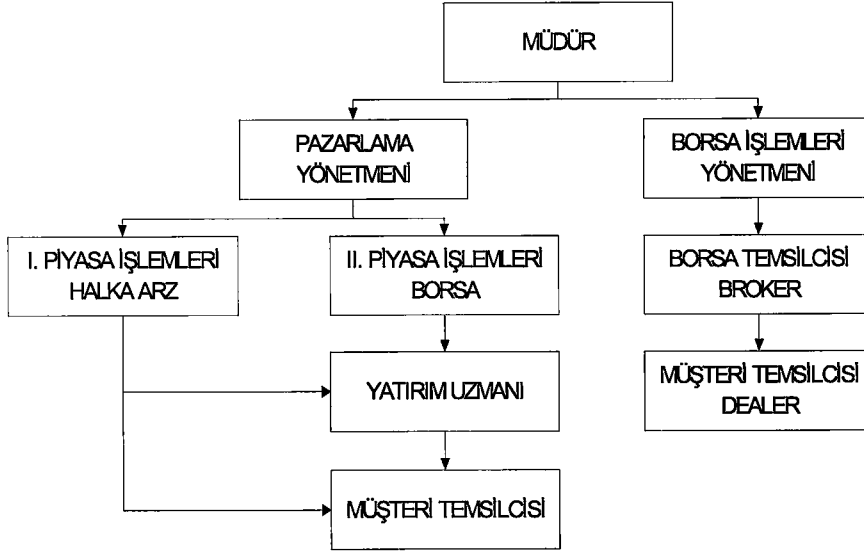 MÜDÜR
PAZARLAMA
YÖNETMENİ
BORSA İŞLEMLERİ
YÖNETMENİ
I. PİYASA İŞLEMLERİ
HALKA ARZ
II. PİYASA İŞLEMLERİ
BORSA
BORSA TEMSİLCİSİ
BROKER
YATIRIM UZMANI
MÜŞTERİ TEMSİLCİSİ
DEALER
MÜŞTERİ TEMSİLCİSİ